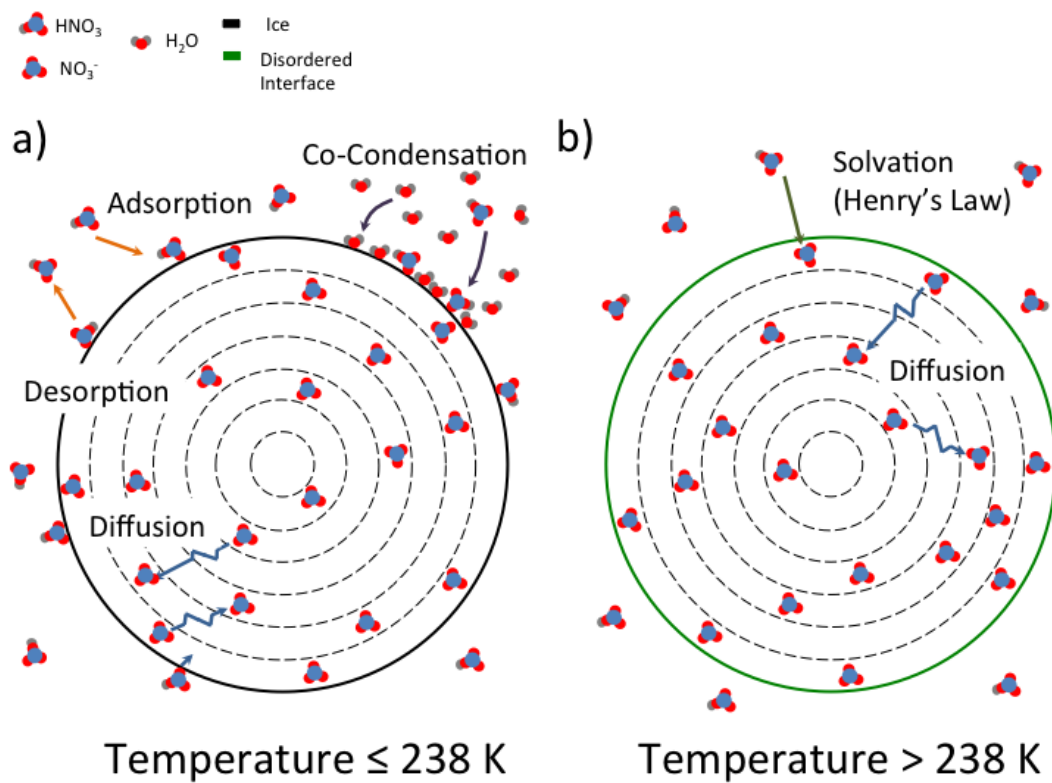 HNO₃
H₂O
Ice
NO₃⁻
Disordered
Interface
a)
Co-Condensation
Adsorption
Desorption
Diffusion
Temperature ≤ 238 K
b)
Solvation
(Henry's Law)
Diffusion
Temperature > 238 K